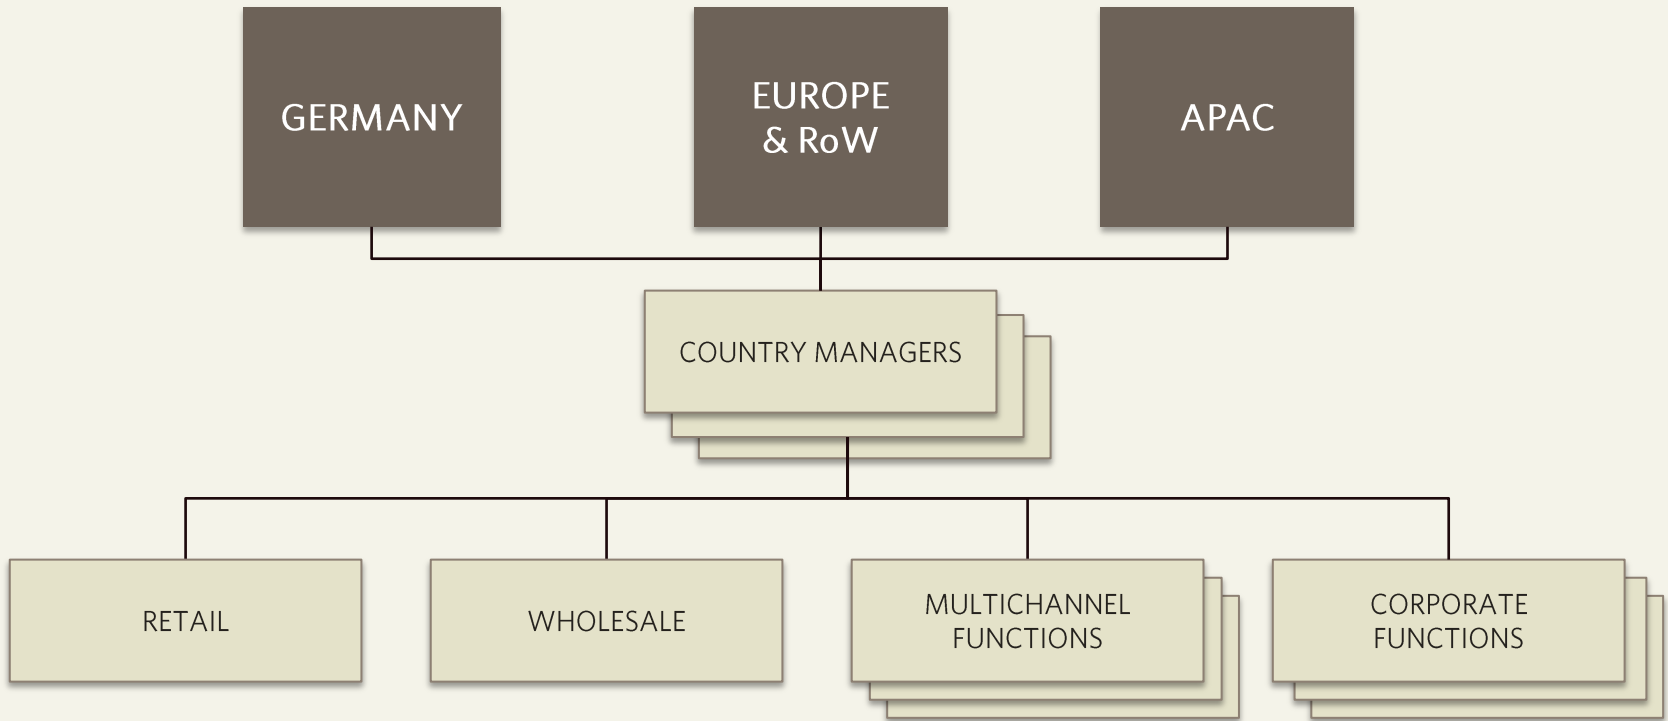 GERMANY
EUROPE
& RoW
APAC
COUNTRY MANAGERS
RETAIL
WHOLESALE
MULTICHANNEL
FUNCTIONS
CORPORATE
FUNCTIONS